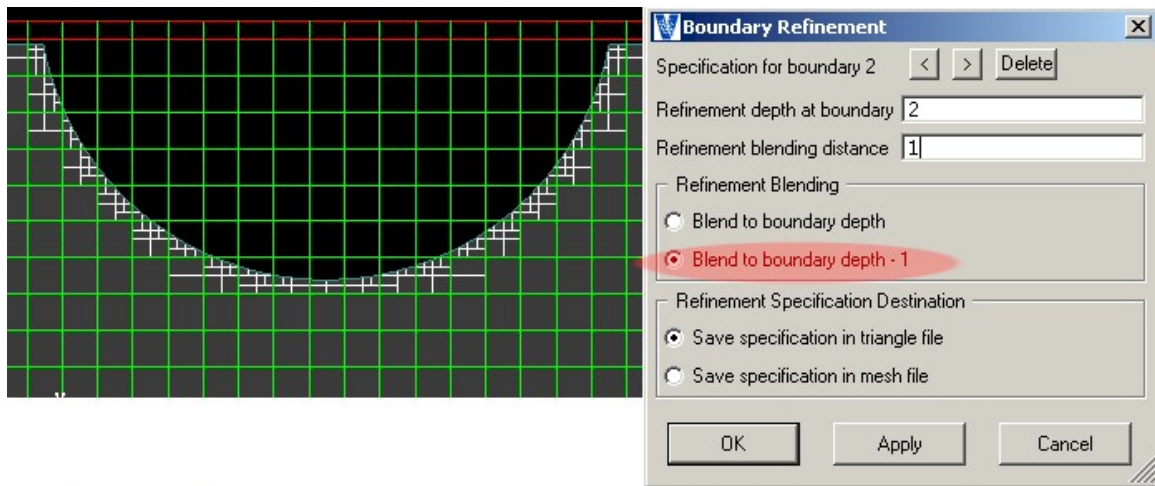 Boundary Refinement
Specification for boundary 2 < > Delete
Refinement depth at boundary 2
Refinement blending distance 1
Refinement Blending
Blend to boundary depth
Blend to boundary depth - 1
Refinement Specification Destination
Save specification in triangle file
Save specification in mesh file
OK Apply Cancel